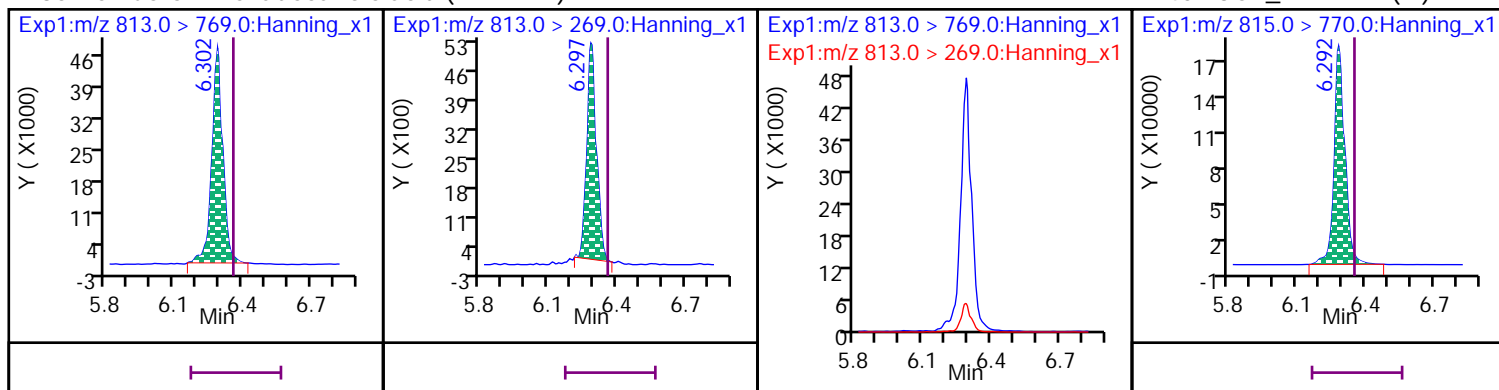 Exp1:m/z 813.0 > 769.0:Hanning_x1
6.302
Y ( X1000)
46
39
32
25
18
11
4
-3
5.8 6.1 6.4 6.7
Min
Exp1:m/z 813.0 > 269.0:Hanning_x1
6.297
Y ( X100)
53
46
39
32
25
18
11
4
-3
5.8 6.1 6.4 6.7
Min
Exp1:m/z 813.0 > 769.0:Hanning_x1
Exp1:m/z 813.0 > 269.0:Hanning_x1
Y ( X1000)
48
42
36
30
24
18
12
6
0
5.8 6.1 6.4 6.7
Min
Exp1:m/z 815.0 > 770.0:Hanning_x1
6.292
Y ( X10000)
17
14
11
8
5
2
-1
5.8 6.1 6.4 6.7
Min